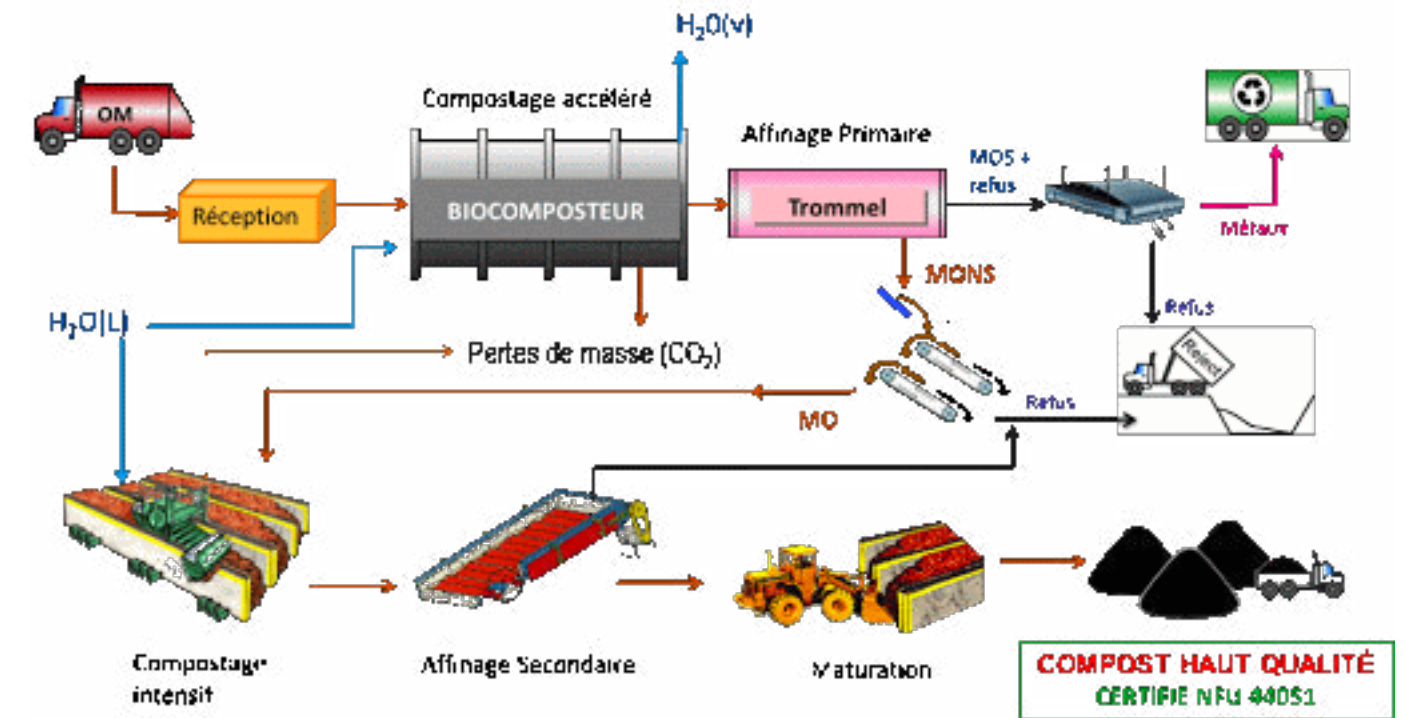 H₂O(v)
Compostage accéléré
OM
Affinage Primaire
MOS +
refus
Réception
BIOCOMPOSTEUR
Trommel
Métaux
MONS
H₂O(L)
Refus
Pertes de masse (CO₂)
Reject
MO
Refus
Compostage
intensif
Affinage Secondaire
Maturation
COMPOST HAUT QUALITÉ
CERTIFIE NFU 44051